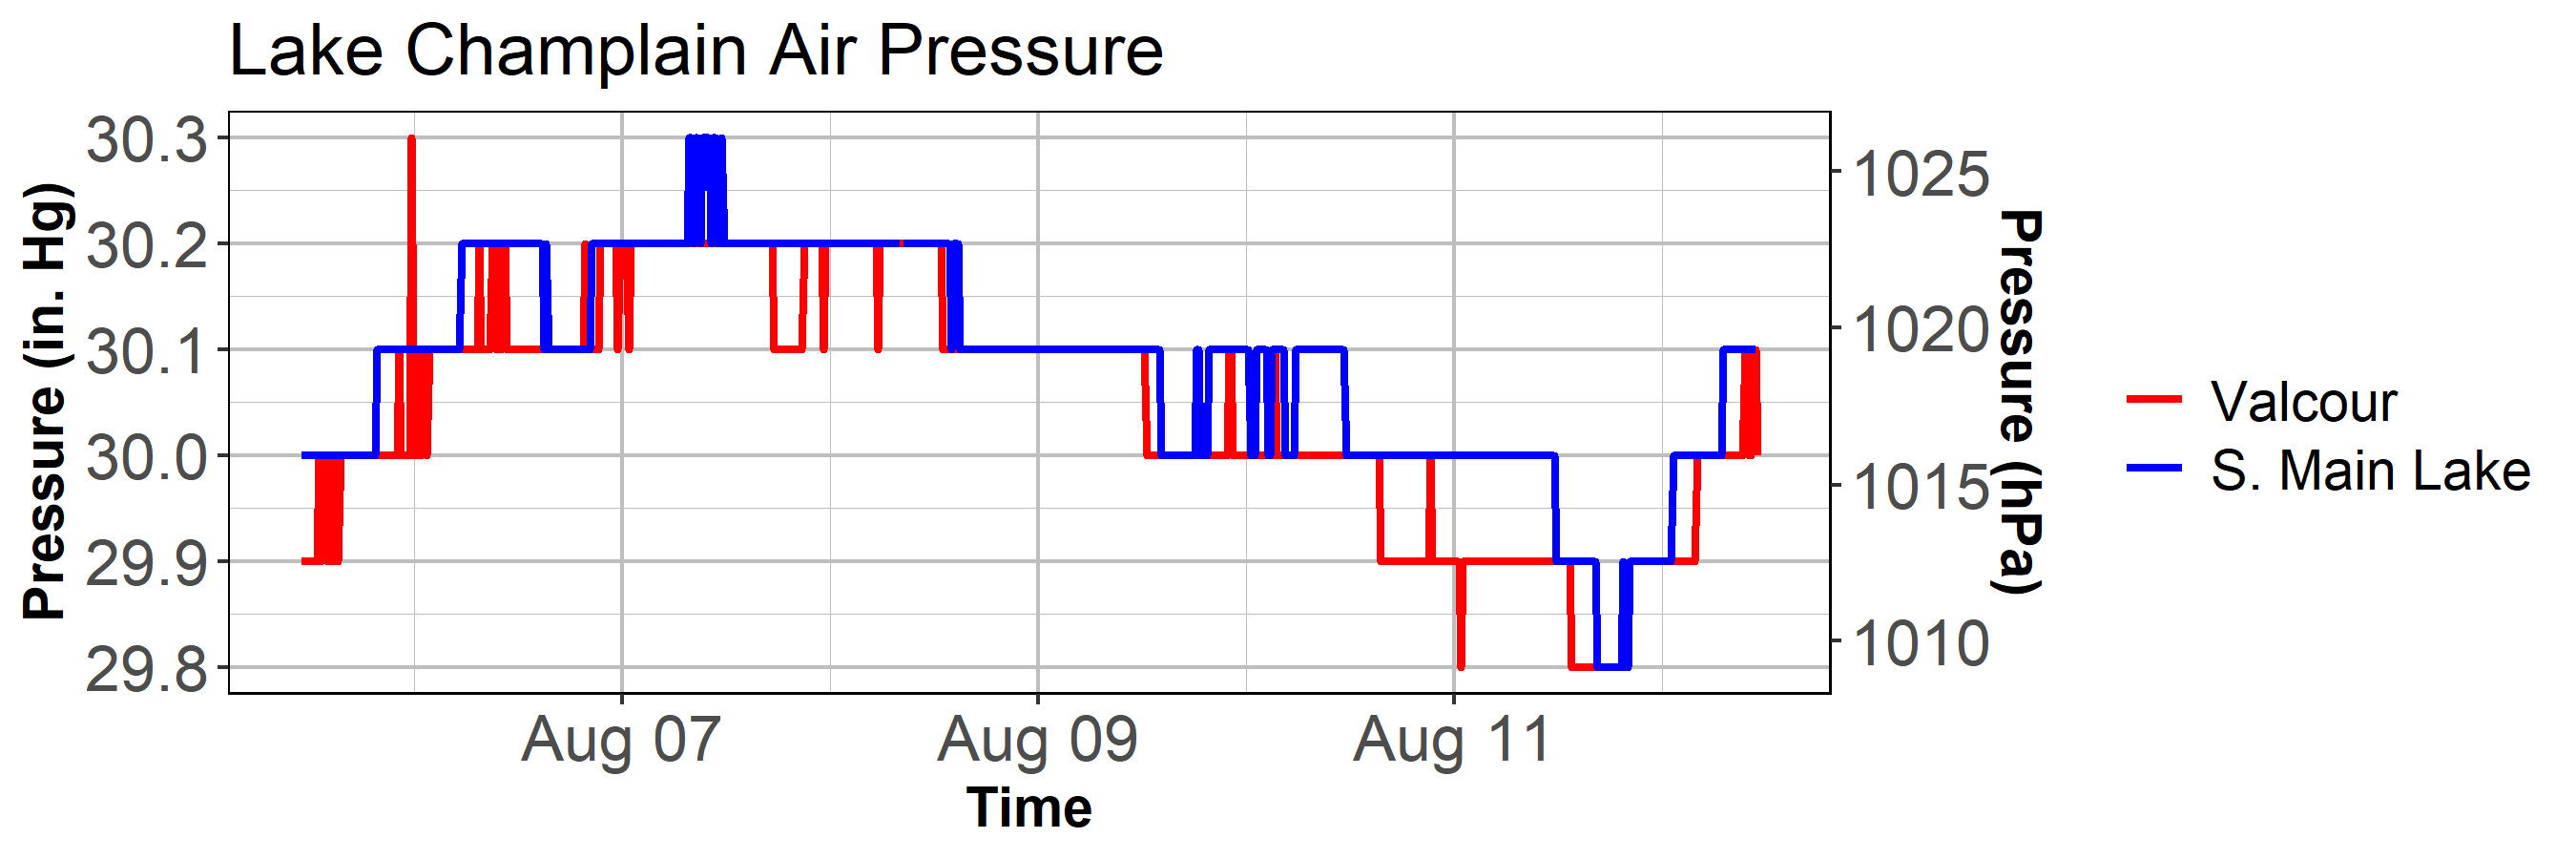 Lake Champlain Air Pressure
Pressure (in. Hg)
30.3
30.2
30.1
30.0
29.9
29.8
1025
1020
1015
1010
Pressure (hPa)
Aug 07
Aug 09
Aug 11
Time
Valcour
S. Main Lake